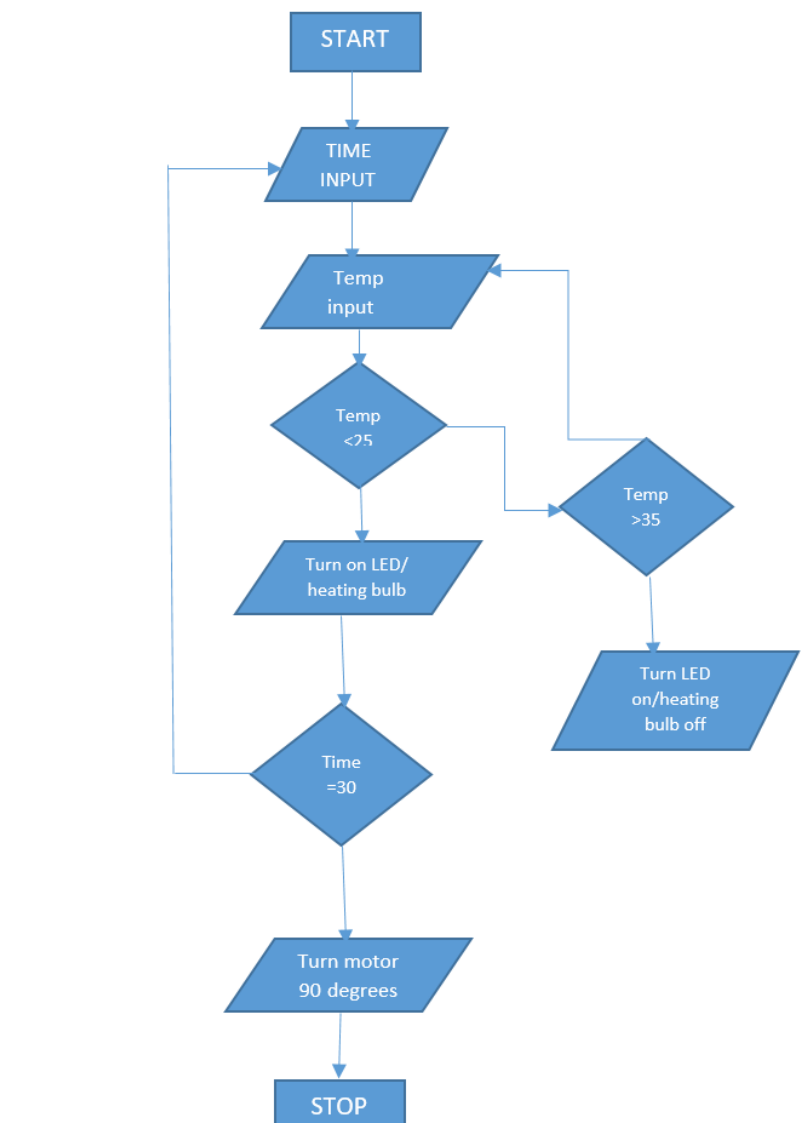 START
TIME
INPUT
Temp
input
Temp
<25
Temp
>35
Turn on LED/
heating bulb
Turn LED
on/heating
bulb off
Time
=30
Turn motor
90 degrees
STOP